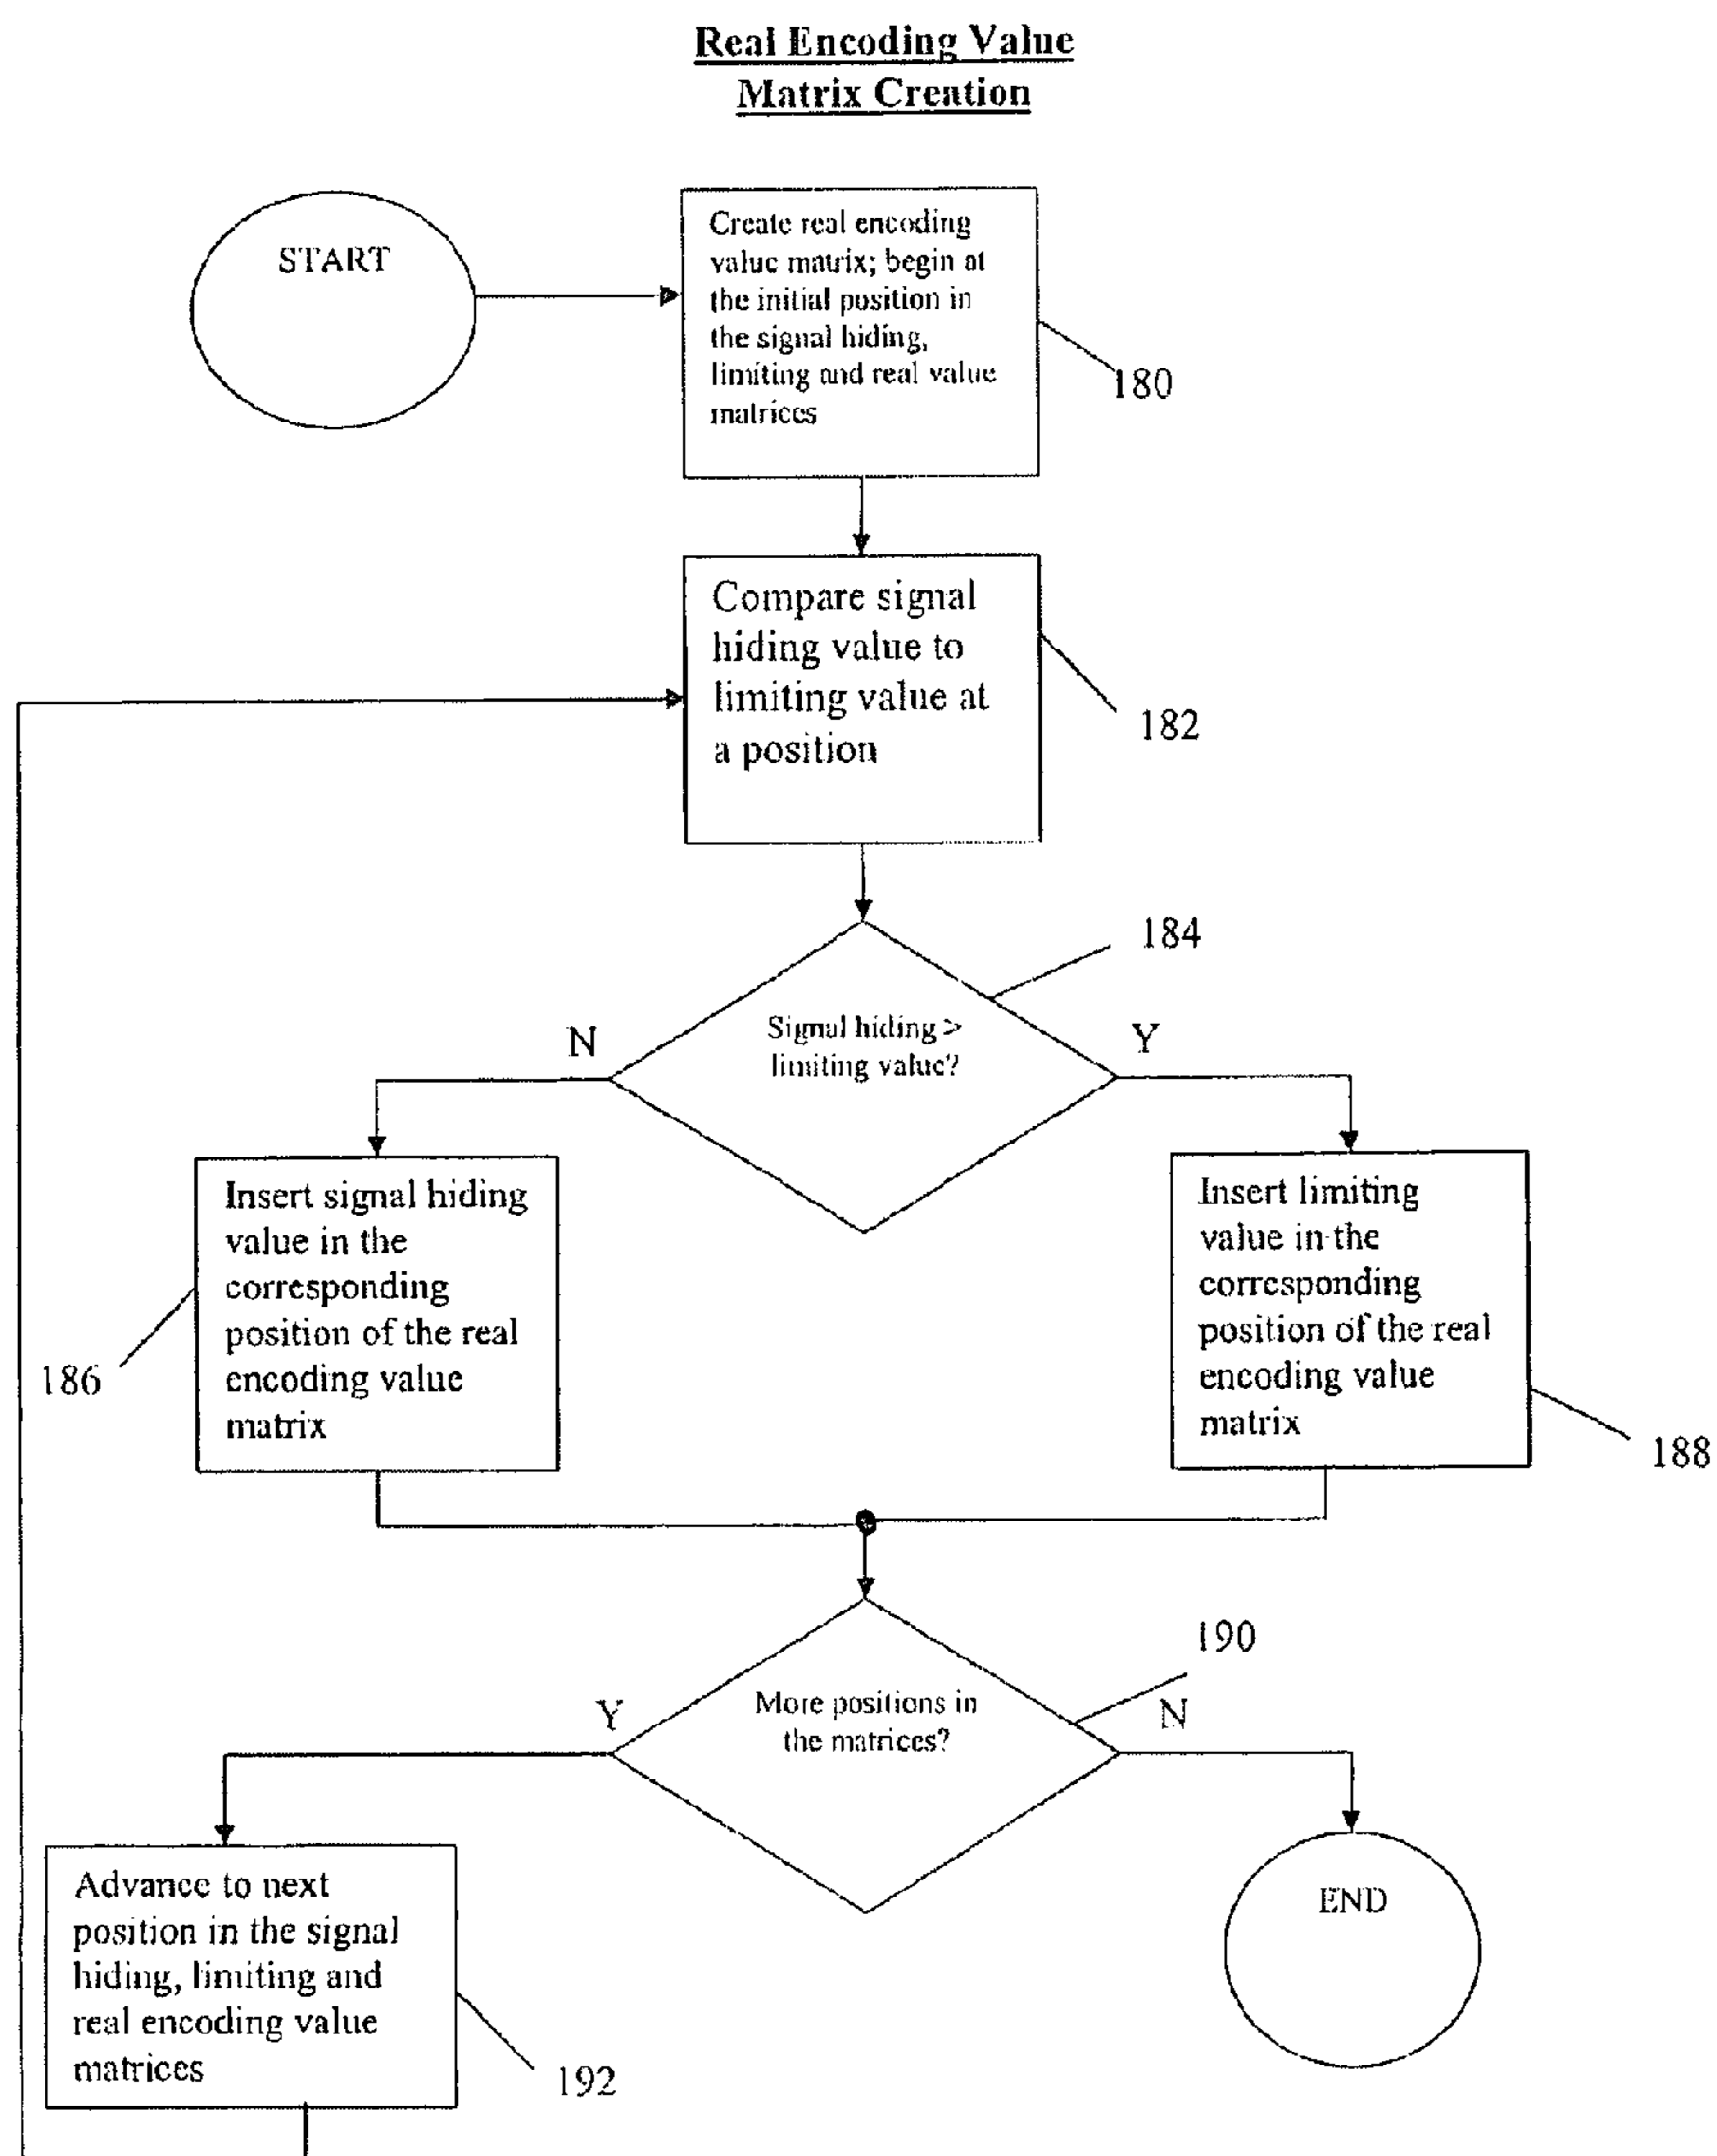 Real Encoding Value
Matrix Creation
START
Create real encoding
value matrix; begin at
the initial position in
the signal hiding,
limiting and real value
matrices
180
Compare signal
hiding value to
limiting value at
a position
182
184
Signal hiding >
limiting value?
N
Y
Insert signal hiding
value in the
corresponding
position of the real
encoding value
matrix
186
Insert limiting
value in the
corresponding
position of the real
encoding value
matrix
188
190
More positions in
the matrices?
Y
N
Advance to next
position in the signal
hiding, limiting and
real encoding value
matrices
192
END